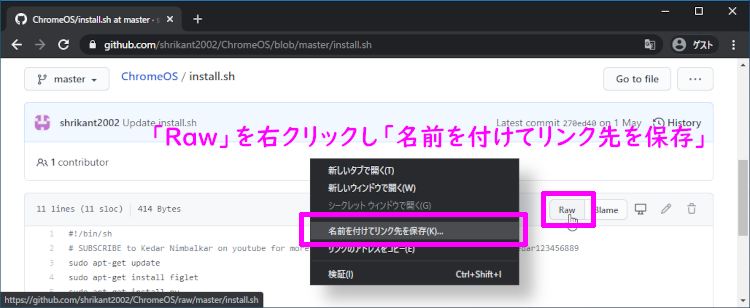 ChromeOS/install.sh at master · s
github.com/shrikant2002/ChromeOS/blob/master/install.sh
ゲスト
master
ChromeOS / install.sh
Go to file
shrikant2002 Update install.sh
Latest commit 270ed40 on 1 May
History
「Raw」を右クリックし「名前を付けてリンク先を保存」
1 contributor
新しいタブで開く(T)
新しいウィンドウで開く(W)
シークレット ウィンドウで開く(G)
名前を付けてリンク先を保存(K)...
リンクのアドレスをコピー(E)
検証(I) Ctrl+Shift+I
11 lines (11 sloc) 414 Bytes
Raw
Blame
1 #!/bin/sh
2 # SUBSCRIBE to Kedar Nimbalkar on youtube for more
3 sudo apt-get update
4 sudo apt-get install figlet
sudo apt-get install
https://github.com/shrikant2002/ChromeOS/raw/master/install.sh